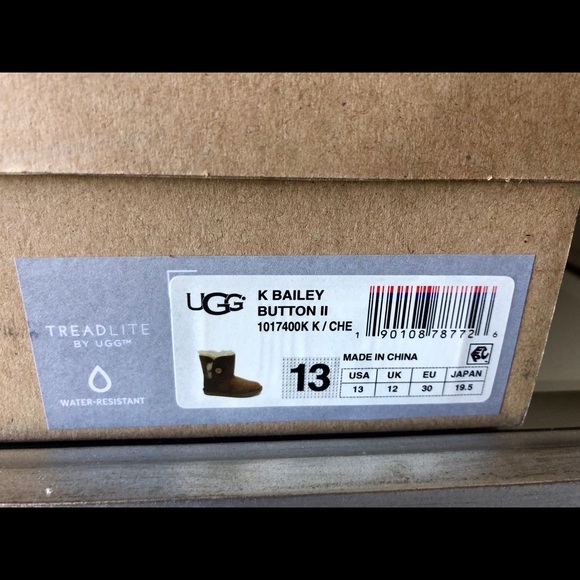 TREADLITE
BY UGG™
WATER-RESISTANT
UGG®
K BAILEY
BUTTON II
1017400K K / CHE
1 90108 78772 6
MADE IN CHINA
13
USA UK EU JAPAN
13 12 30 19.5